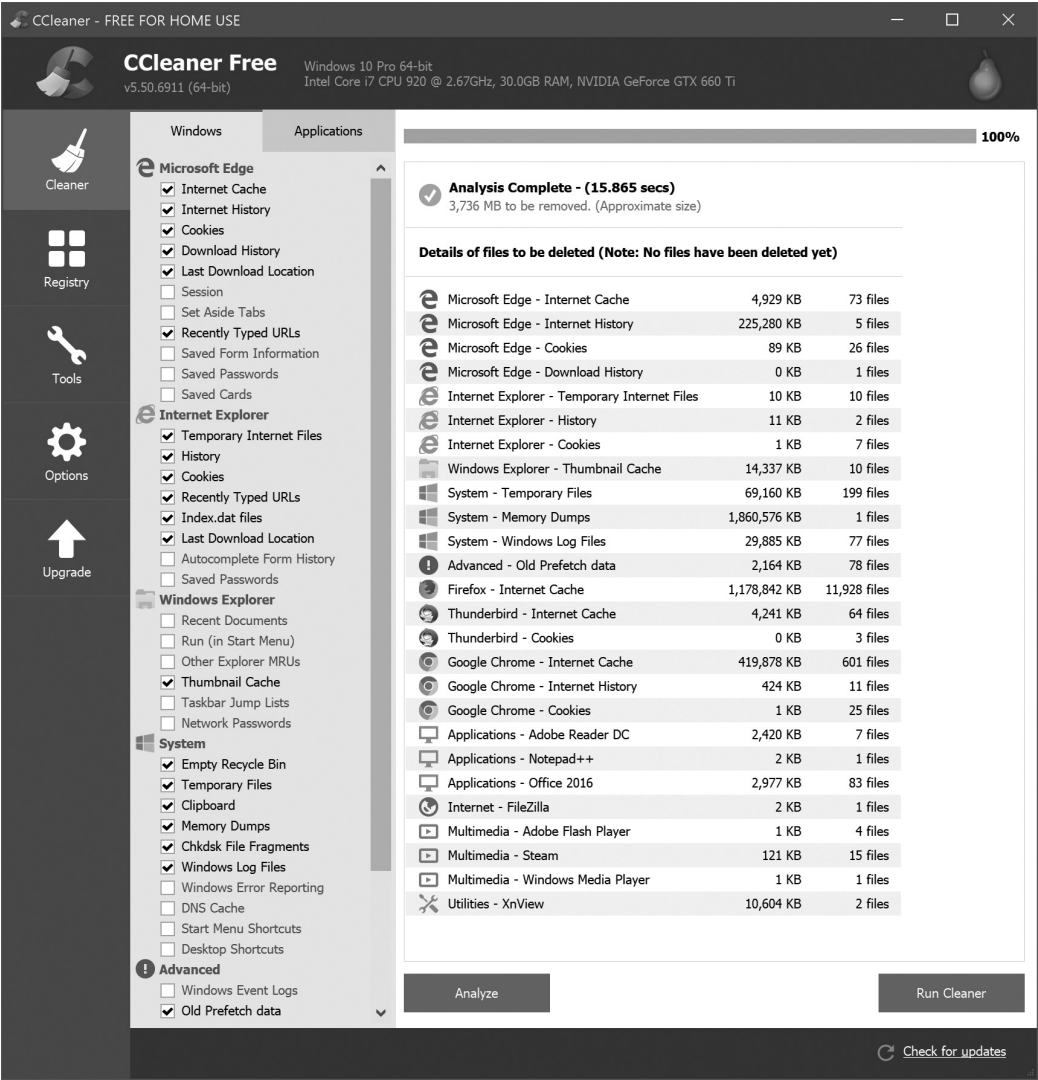 CCleaner - FREE FOR HOME USE
CCleaner Free
v5.50.6911 (64-bit)
Windows 10 Pro 64-bit
Intel Core i7 CPU 920 @ 2.67GHz, 30.0GB RAM, NVIDIA GeForce GTX 660 Ti
Cleaner
Registry
Tools
Options
Upgrade
Windows Applications
Microsoft Edge
Internet Cache
Internet History
Cookies
Download History
Last Download Location
Session
Set Aside Tabs
Recently Typed URLs
Saved Form Information
Saved Passwords
Saved Cards
Internet Explorer
Temporary Internet Files
History
Cookies
Recently Typed URLs
Index.dat files
Last Download Location
Autocomplete Form History
Saved Passwords
Windows Explorer
Recent Documents
Run (in Start Menu)
Other Explorer MRUs
Thumbnail Cache
Taskbar Jump Lists
Network Passwords
System
Empty Recycle Bin
Temporary Files
Clipboard
Memory Dumps
Chkdsk File Fragments
Windows Log Files
Windows Error Reporting
DNS Cache
Start Menu Shortcuts
Desktop Shortcuts
Advanced
Windows Event Logs
Old Prefetch data
100%
Analysis Complete - (15.865 secs)
3,736 MB to be removed. (Approximate size)
Details of files to be deleted (Note: No files have been deleted yet)
Microsoft Edge - Internet Cache 4,929 KB 73 files
Microsoft Edge - Internet History 225,280 KB 5 files
Microsoft Edge - Cookies 89 KB 26 files
Microsoft Edge - Download History 0 KB 1 files
Internet Explorer - Temporary Internet Files 10 KB 10 files
Internet Explorer - History 11 KB 2 files
Internet Explorer - Cookies 1 KB 7 files
Windows Explorer - Thumbnail Cache 14,337 KB 10 files
System - Temporary Files 69,160 KB 199 files
System - Memory Dumps 1,860,576 KB 1 files
System - Windows Log Files 29,885 KB 77 files
Advanced - Old Prefetch data 2,164 KB 78 files
Firefox - Internet Cache 1,178,842 KB 11,928 files
Thunderbird - Internet Cache 4,241 KB 64 files
Thunderbird - Cookies 0 KB 3 files
Google Chrome - Internet Cache 419,878 KB 601 files
Google Chrome - Internet History 424 KB 11 files
Google Chrome - Cookies 1 KB 25 files
Applications - Adobe Reader DC 2,420 KB 7 files
Applications - Notepad++ 2 KB 1 files
Applications - Office 2016 2,977 KB 83 files
Internet - FileZilla 2 KB 1 files
Multimedia - Adobe Flash Player 1 KB 4 files
Multimedia - Steam 121 KB 15 files
Multimedia - Windows Media Player 1 KB 1 files
Utilities - XnView 10,604 KB 2 files
Analyze
Run Cleaner
Check for updates